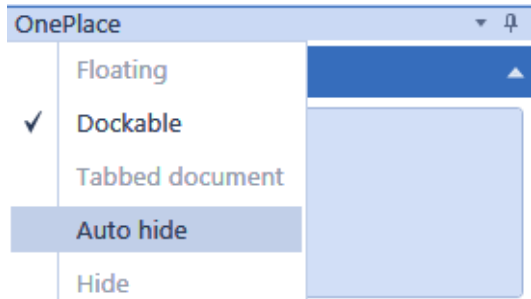 OnePlace
Floating
Dockable
Tabbed document
Auto hide
Hide